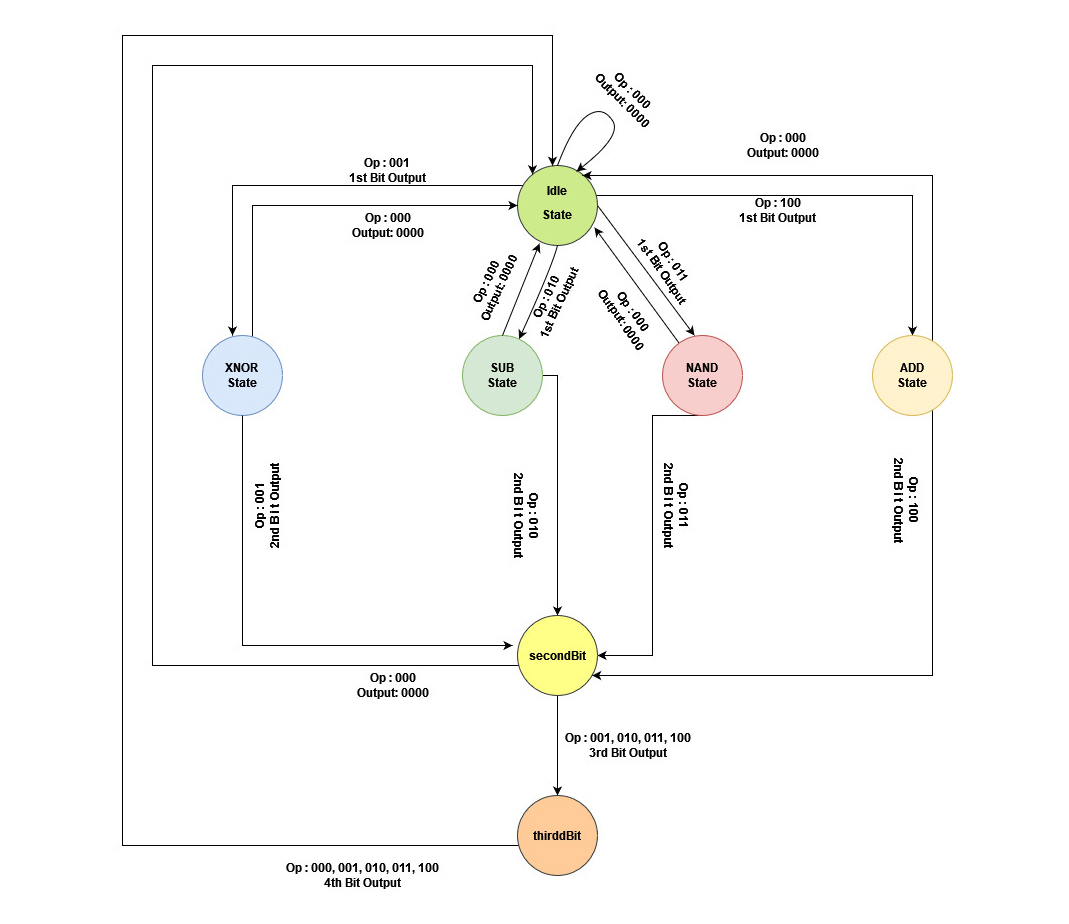 Op : 000
Output: 0000
Op : 000
Output: 0000
Op : 001
1st Bit Output
Idle
State
Op : 100
1st Bit Output
Op : 000
Output: 0000
Op : 011
1st Bit Output
Op : 000
Output: 0000
Op : 010
1st Bit Output
Op : 000
Output: 0000
XNOR
State
SUB
State
NAND
State
ADD
State
Op : 001
2nd Bit Output
Op : 010
2nd Bit Output
Op : 011
2nd Bit Output
Op : 100
2nd Bit Output
secondBit
Op : 000
Output: 0000
Op : 001, 010, 011, 100
3rd Bit Output
thirddBit
Op : 000, 001, 010, 011, 100
4th Bit Output